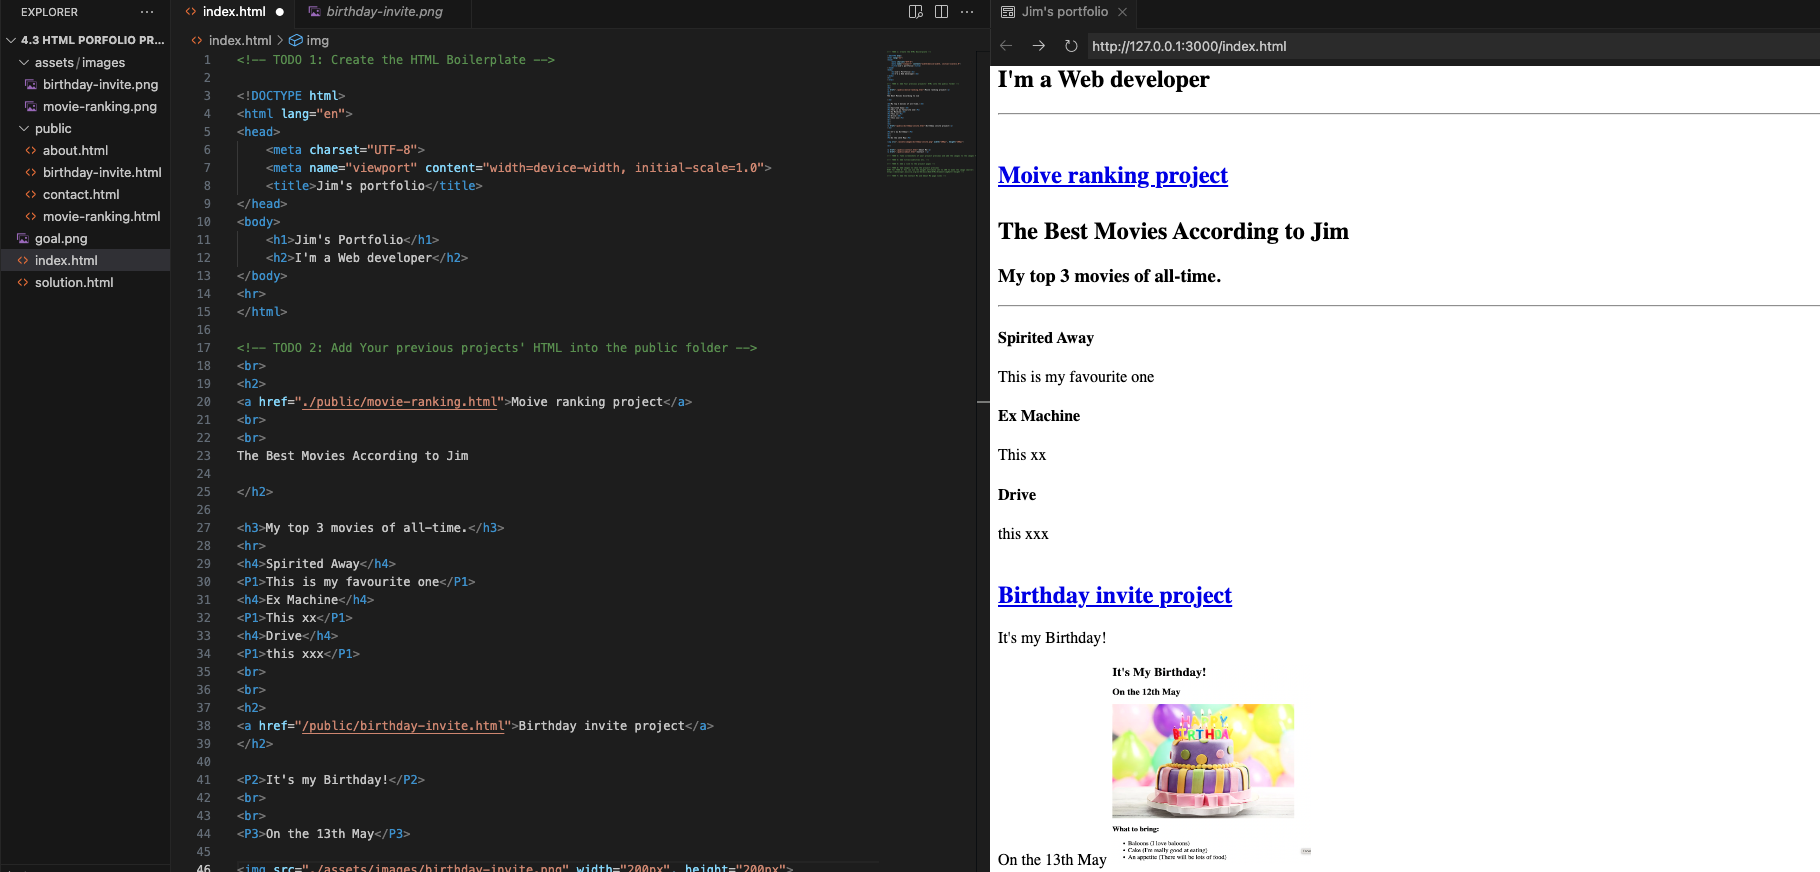 EXPLORER
4.3 HTML PORFOLIO PR...
assets/images
birthday-invite.png
movie-ranking.png
public
about.html
birthday-invite.html
contact.html
movie-ranking.html
goal.png
index.html
solution.html
index.html
birthday-invite.png
index.html > img
1 <!-- TODO 1: Create the HTML Boilerplate -->
2
3 <!DOCTYPE html>
4 <html lang="en">
5 <head>
6 <meta charset="UTF-8">
7 <meta name="viewport" content="width=device-width, initial-scale=1.0">
8 <title>Jim's portfolio</title>
9 </head>
10 <body>
11 <h1>Jim's Portfolio</h1>
12 <h2>I'm a Web developer</h2>
13 </body>
14 <hr>
15 </html>
16
17 <!-- TODO 2: Add Your previous projects' HTML into the public folder -->
18 <br>
19 <h2>
20 <a href="./public/movie-ranking.html">Moive ranking project</a>
21 <br>
22 <br>
23 The Best Movies According to Jim
24
25 </h2>
26
27 <h3>My top 3 movies of all-time.</h3>
28 <hr>
29 <h4>Spirited Away</h4>
30 <P1>This is my favourite one</P1>
31 <h4>Ex Machine</h4>
32 <P1>This xx</P1>
33 <h4>Drive</h4>
34 <P1>this xxx</P1>
35 <br>
36 <br>
37 <h2>
38 <a href="/public/birthday-invite.html">Birthday invite project</a>
39 </h2>
40
41 <P2>It's my Birthday!</P2>
42 <br>
43 <br>
44 <P3>On the 13th May</P3>
45
46 <img src="./assets/images/birthday-invite.png" width="200px", height="200px">
Jim's portfolio
http://127.0.0.1:3000/index.html
I'm a Web developer
Moive ranking project
The Best Movies According to Jim
My top 3 movies of all-time.
Spirited Away
This is my favourite one
Ex Machine
This xx
Drive
this xxx
Birthday invite project
It's my Birthday!
It's My Birthday!
On the 12th May
HAPPY
BIRTHDAY
What to bring:
Baloons (I love baloons)
Cake (I'm really good at eating)
An appetite (There will be lots of food)
On the 13th May